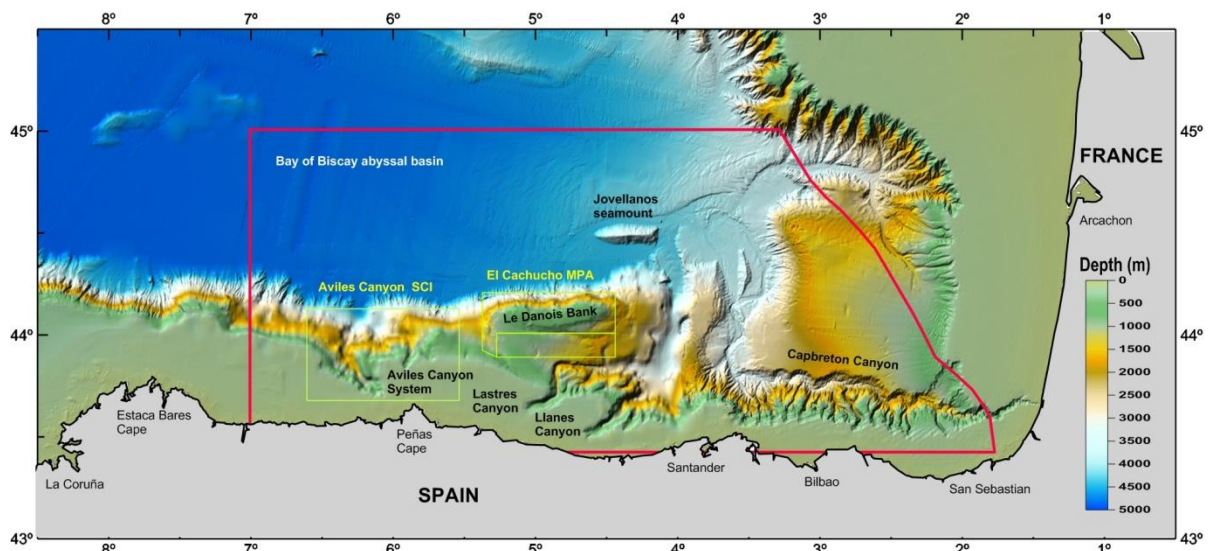 8º 7º 6º 5º 4º 3º 2º 1º
45º
45º
FRANCE
Bay of Biscay abyssal basin
Jovellanos
seamount
Arcachon
Depth (m)
0
500
1000
1500
2000
2500
3000
3500
4000
4500
5000
El Cachucho MPA
Aviles Canyon SCI
Le Danois Bank
44º
44º
Capbreton Canyon
Aviles Canyon
System
Lastres
Canyon
Llanes
Canyon
Estaca Bares
Cape
Peñas
Cape
Santander
Bilbao
San Sebastian
La Coruña
SPAIN
43º
43º
8º 7º 6º 5º 4º 3º 2º 1º